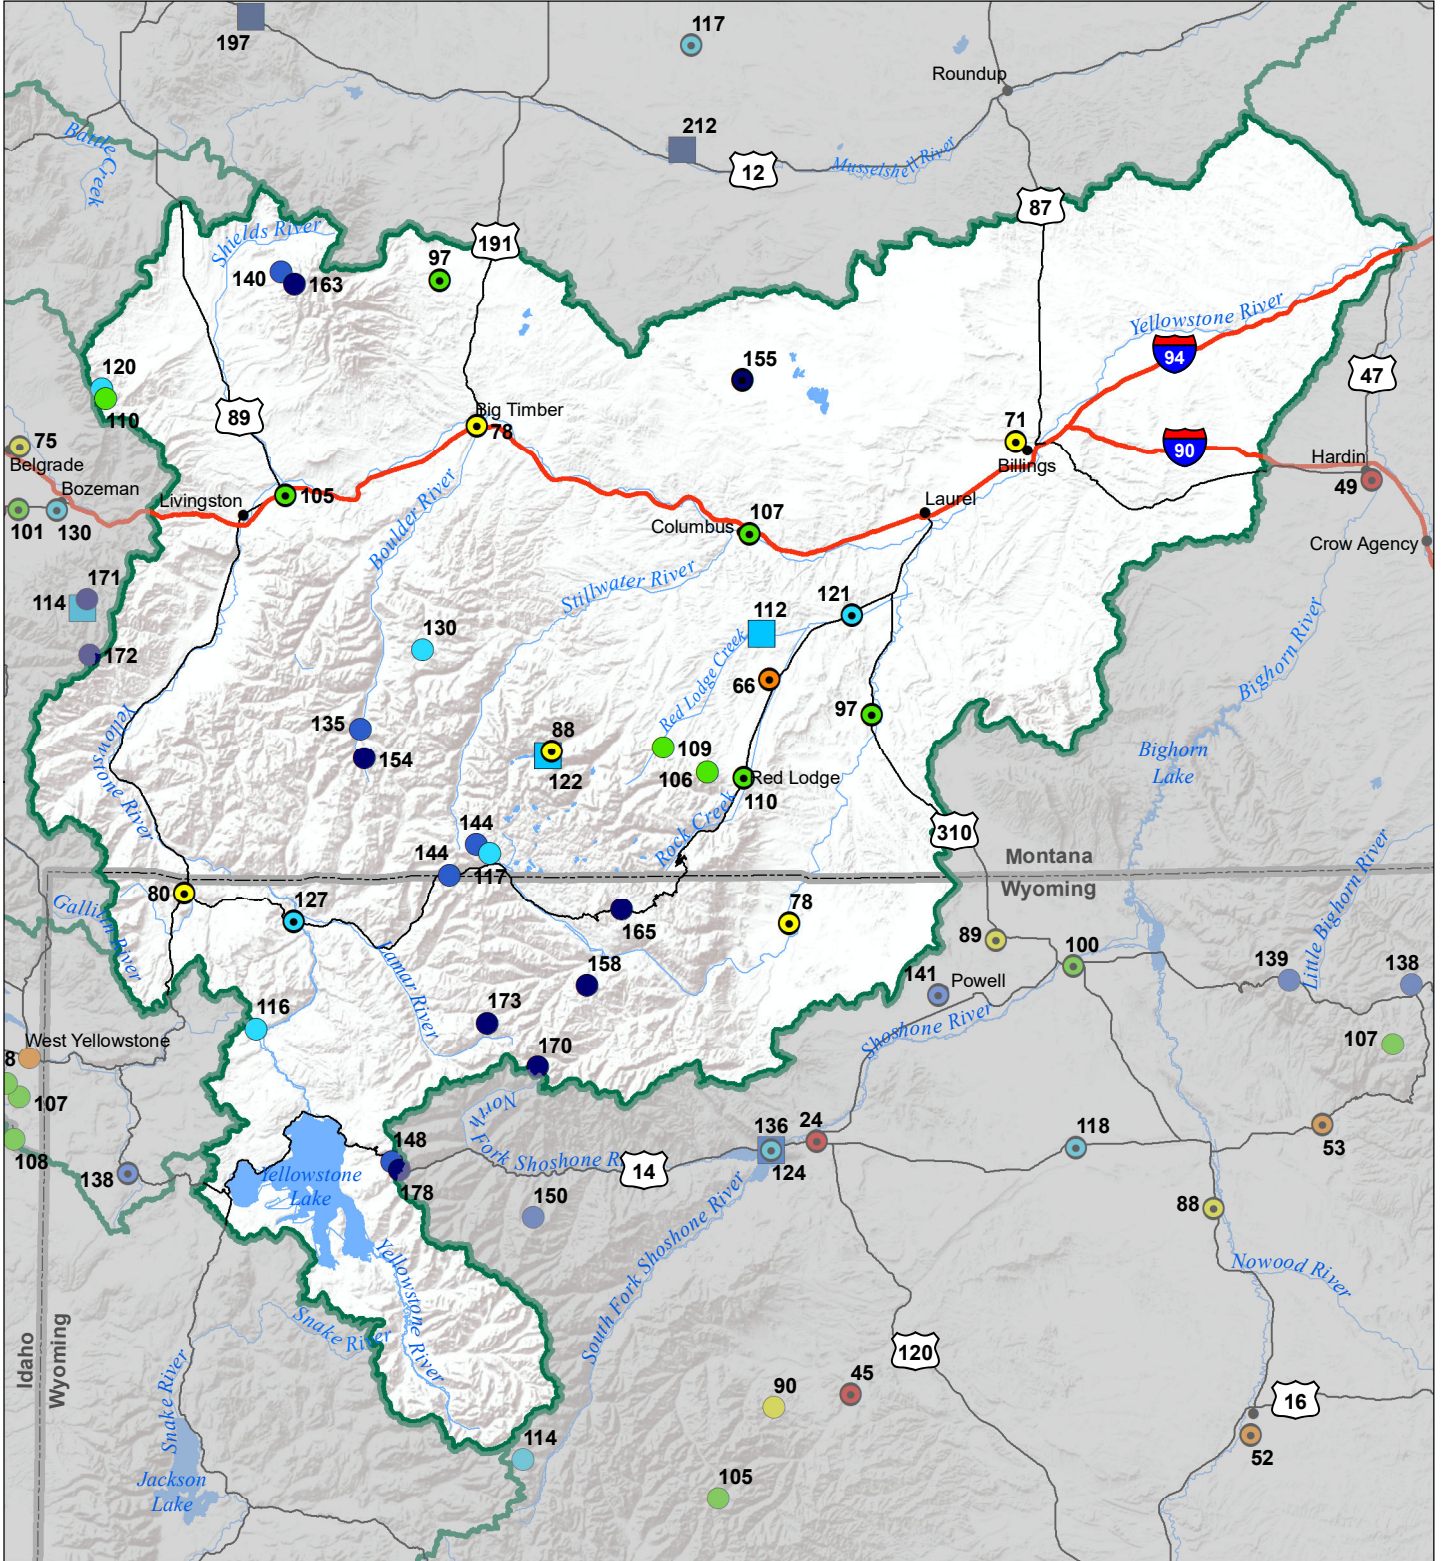 197
117
Roundup
212
12
Musselshell River
Battle
Creek
87
Shields River
191
140
163
97
Yellowstone River
94
155
120
110
89
47
Big Timber
78
71
90
75
Belgrade
Billings
Hardin
Bozeman
49
Livingston
105
101
130
Laurel
107
Columbus
Crow Agency
Boulder River
Stillwater River
171
114
121
112
130
172
Red Lodge Creek
66
Bighorn River
97
Yellowstone River
135
154
88
122
109
106
Red Lodge
110
Bighorn
Lake
144
Rock Creek
310
144
117
Montana
Wyoming
Little Bighorn River
80
127
78
Gallitin River
165
89
100
Lamar River
158
141
Powell
139
138
116
173
Shoshone River
West Yellowstone
8
170
107
107
North
Fork Shoshone R
108
148
136
24
118
53
14
124
138
178
Yellowstone
Lake
150
88
South Fork Shoshone River
Yellowstone River
Nowood River
Snake River
Idaho
Wyoming
120
Snake River
90
45
16
52
114
105
Jackson
Lake